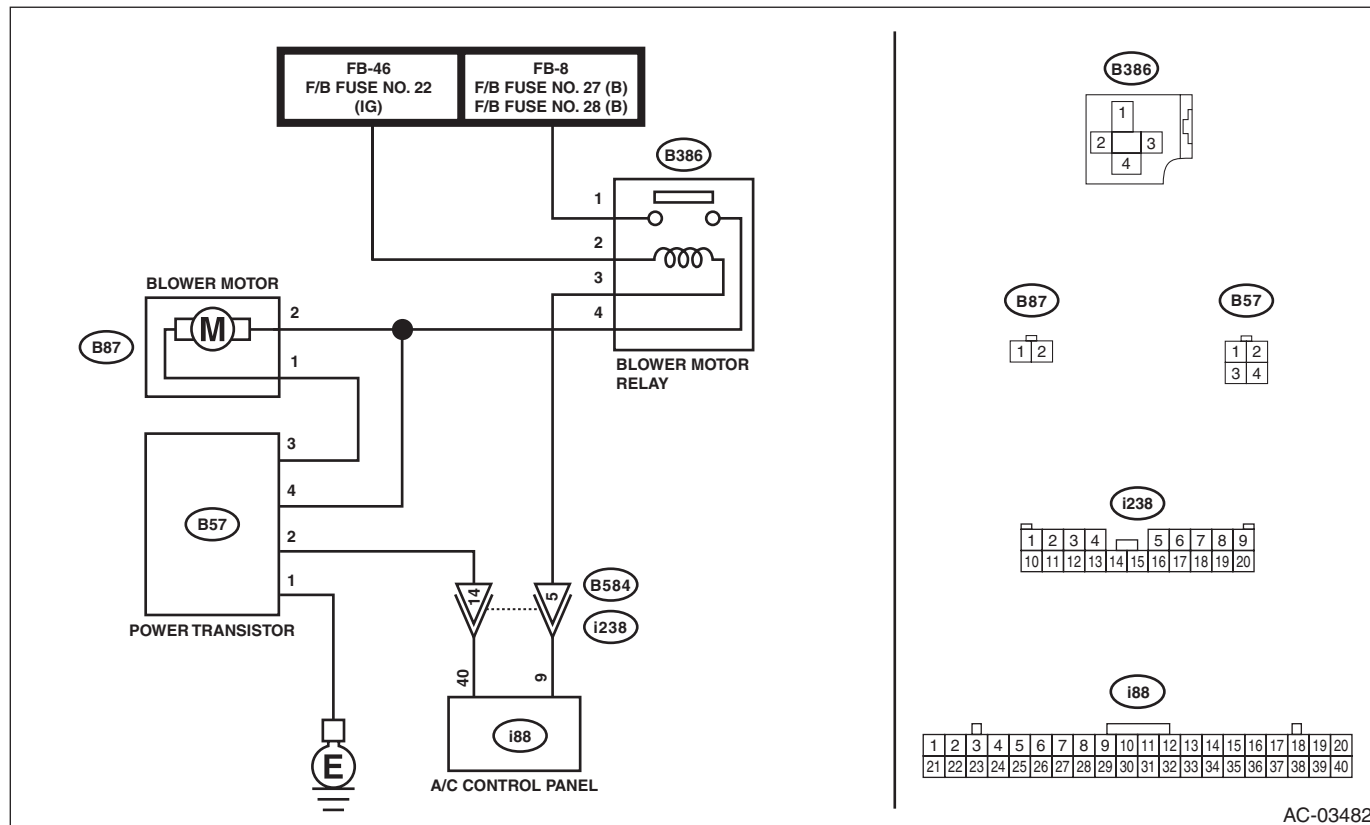 FB-46
F/B FUSE NO. 22
(IG)
FB-8
F/B FUSE NO. 27 (B)
F/B FUSE NO. 28 (B)
B386
1
2
3
4
BLOWER MOTOR
RELAY
BLOWER MOTOR
M
B87
2
1
3
4
2
1
B57
POWER TRANSISTOR
E
14
5
B584
i238
40
9
i88
A/C CONTROL PANEL
B386
1
2 3
4
B87
1 2
B57
1 2
3 4
i238
1 2 3 4 5 6 7 8 9
10 11 12 13 14 15 16 17 18 19 20
i88
1 2 3 4 5 6 7 8 9 10 11 12 13 14 15 16 17 18 19 20
21 22 23 24 25 26 27 28 29 30 31 32 33 34 35 36 37 38 39 40
AC-03482